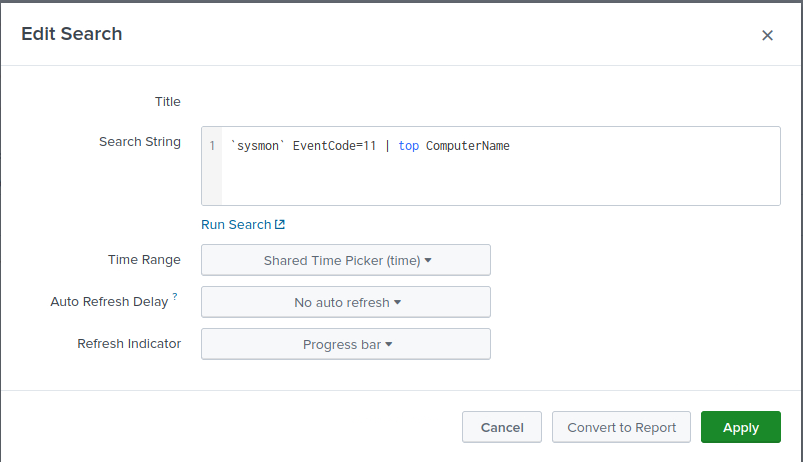 Edit Search
Title
Search String
1 `sysmon` EventCode=11 | top ComputerName
Run Search
Time Range Shared Time Picker (time)
Auto Refresh Delay ? No auto refresh
Refresh Indicator Progress bar
Cancel Convert to Report Apply